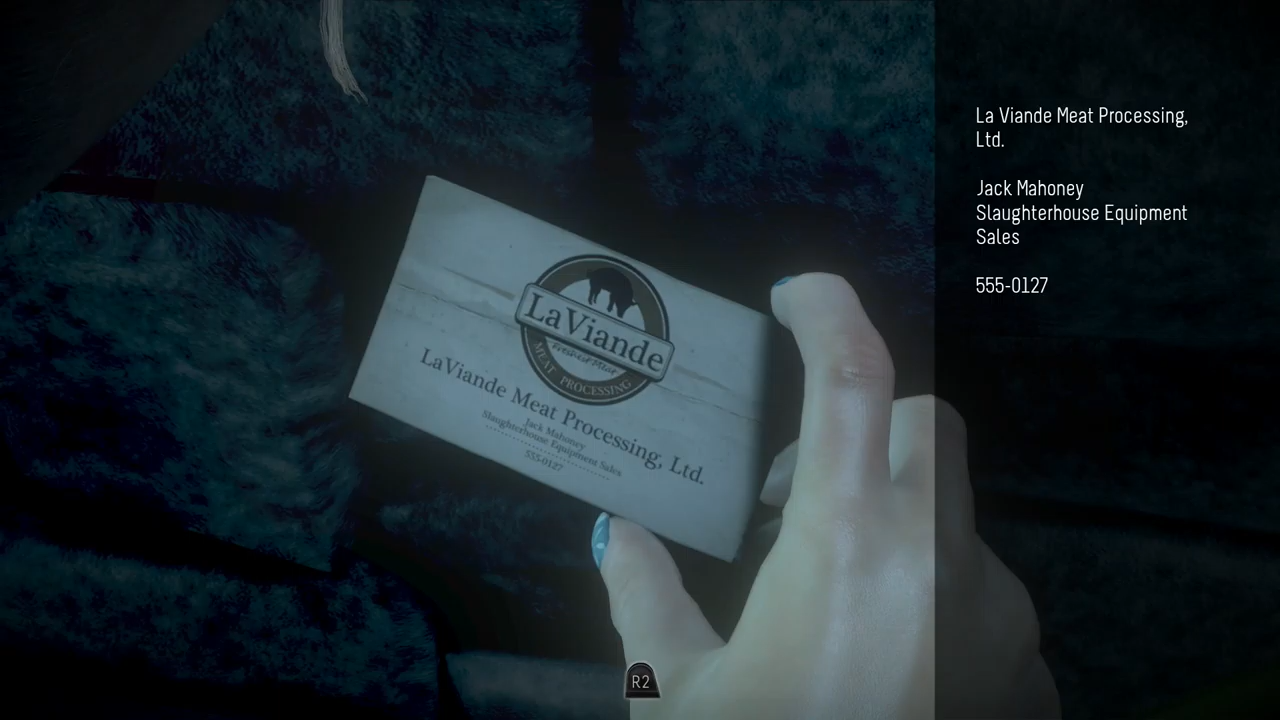 LaViande
MEAT PROCESSING
LaViande Meat Processing, Ltd.
Jack Mahoney
Slaughterhouse Equipment Sales
555-0127
La Viande Meat Processing,
Ltd.
Jack Mahoney
Slaughterhouse Equipment
Sales
555-0127
R2